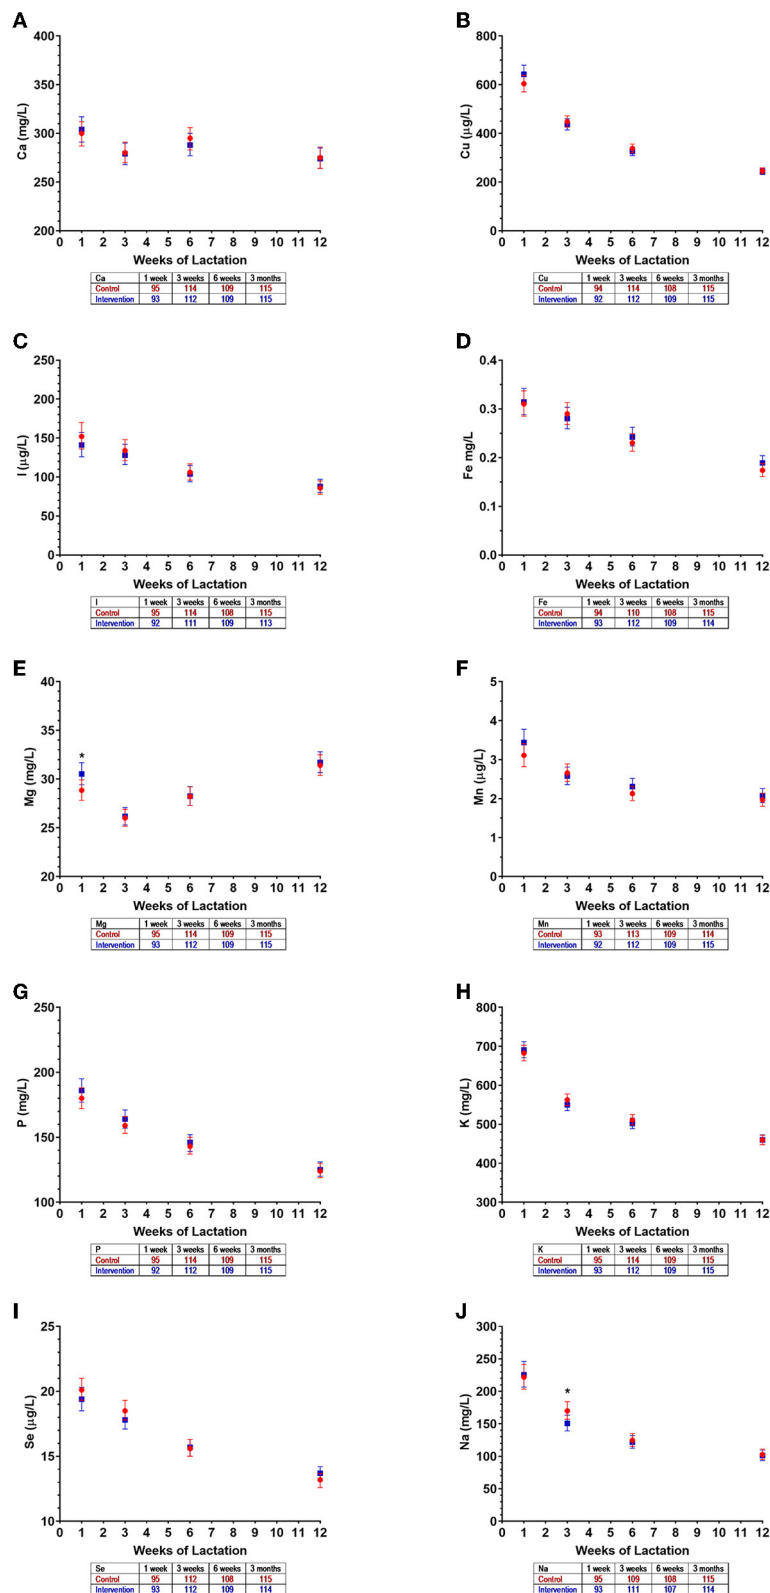 A
Ca (mg/L)
400
350
300
250
200
0 1 2 3 4 5 6 7 8 9 10 11 12
Weeks of Lactation
Ca 1 week 3 weeks 6 weeks 3 months
Control 95 114 109 115
Intervention 93 112 109 115
B
Cu (µg/L)
800
600
400
200
0
0 1 2 3 4 5 6 7 8 9 10 11 12
Weeks of Lactation
Cu 1 week 3 weeks 6 weeks 3 months
Control 94 114 108 115
Intervention 92 112 109 115
C
I (µg/L)
250
200
150
100
50
0
0 1 2 3 4 5 6 7 8 9 10 11 12
Weeks of Lactation
I 1 week 3 weeks 6 weeks 3 months
Control 95 114 108 115
Intervention 92 111 109 113
D
Fe mg/L
0.4
0.3
0.2
0.1
0.0
0 1 2 3 4 5 6 7 8 9 10 11 12
Weeks of Lactation
Fe 1 week 3 weeks 6 weeks 3 months
Control 94 110 108 115
Intervention 93 112 109 114
E
Mg (mg/L)
40
35
30
25
20
*
0 1 2 3 4 5 6 7 8 9 10 11 12
Weeks of Lactation
Mg 1 week 3 weeks 6 weeks 3 months
Control 95 114 109 115
Intervention 93 112 109 115
F
Mn (µg/L)
5
4
3
2
1
0
0 1 2 3 4 5 6 7 8 9 10 11 12
Weeks of Lactation
Mn 1 week 3 weeks 6 weeks 3 months
Control 93 113 109 114
Intervention 92 112 109 115
G
P (mg/L)
250
200
150
100
0 1 2 3 4 5 6 7 8 9 10 11 12
Weeks of Lactation
P 1 week 3 weeks 6 weeks 3 months
Control 95 114 109 115
Intervention 92 112 109 115
H
K (mg/L)
800
700
600
500
400
300
0 1 2 3 4 5 6 7 8 9 10 11 12
Weeks of Lactation
K 1 week 3 weeks 6 weeks 3 months
Control 95 114 109 115
Intervention 93 112 109 115
I
Se (µg/L)
25
20
15
10
0 1 2 3 4 5 6 7 8 9 10 11 12
Weeks of Lactation
Se 1 week 3 weeks 6 weeks 3 months
Control 95 112 108 115
Intervention 93 112 109 114
J
Na (mg/L)
300
250
200
150
100
50
0
*
0 1 2 3 4 5 6 7 8 9 10 11 12
Weeks of Lactation
Na 1 week 3 weeks 6 weeks 3 months
Control 95 109 108 115
Intervention 93 111 107 114